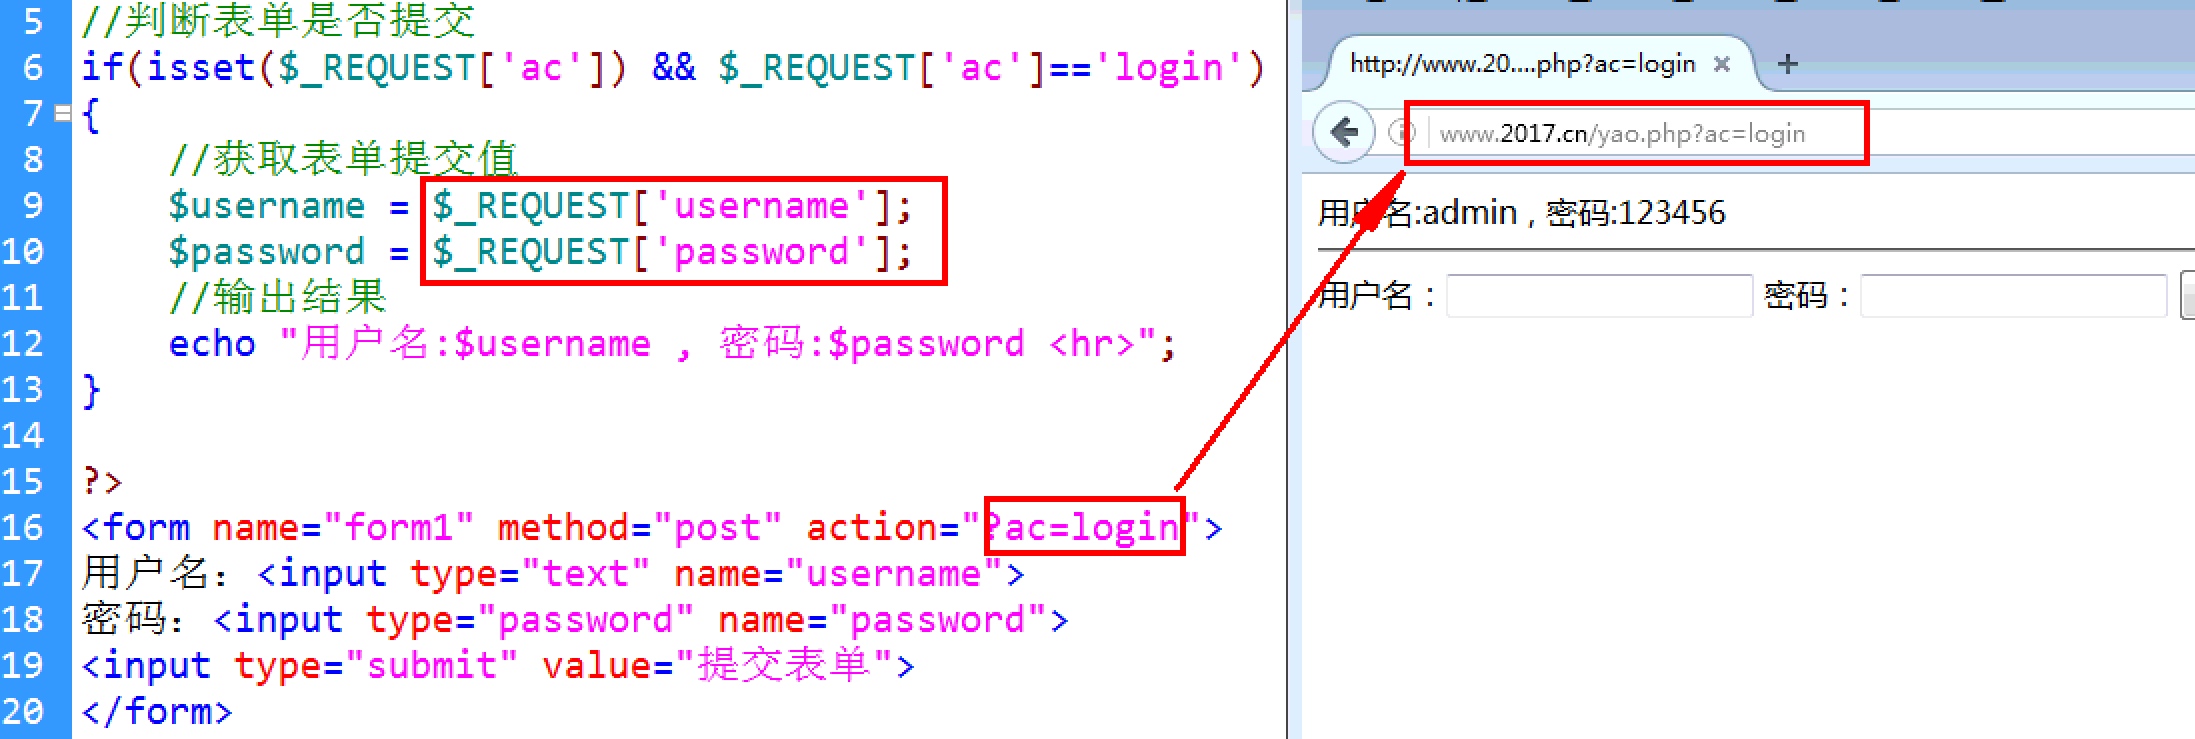 5 //判断表单是否提交
6 if(isset($_REQUEST['ac']) && $_REQUEST['ac']=='login')
7 {
8 //获取表单提交值
9 $username = $_REQUEST['username'];
10 $password = $_REQUEST['password'];
11 //输出结果
12 echo "用户名:$username , 密码:$password <hr>";
13 }
14
15 ?>
16 <form name="form1" method="post" action="?ac=login">
17 用户名：<input type="text" name="username">
18 密码：<input type="password" name="password">
19 <input type="submit" value="提交表单">
20 </form>
http://www.20....php?ac=login
www.2017.cn/yao.php?ac=login
用户名:admin , 密码:123456
用户名： 密码：